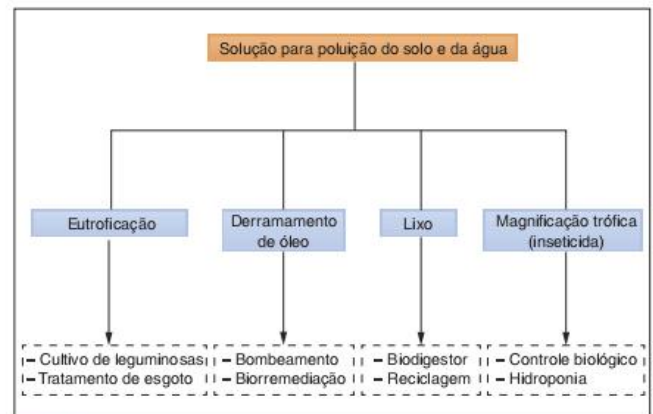 Solução para poluição do solo e da água
Eutroficação
Derramamento
de óleo
Lixo
Magnificação trófica
(inseticida)
– Cultivo de leguminosas
– Tratamento de esgoto
– Bombeamento
– Biorremediação
– Biodigestor
– Reciclagem
– Controle biológico
– Hidroponia